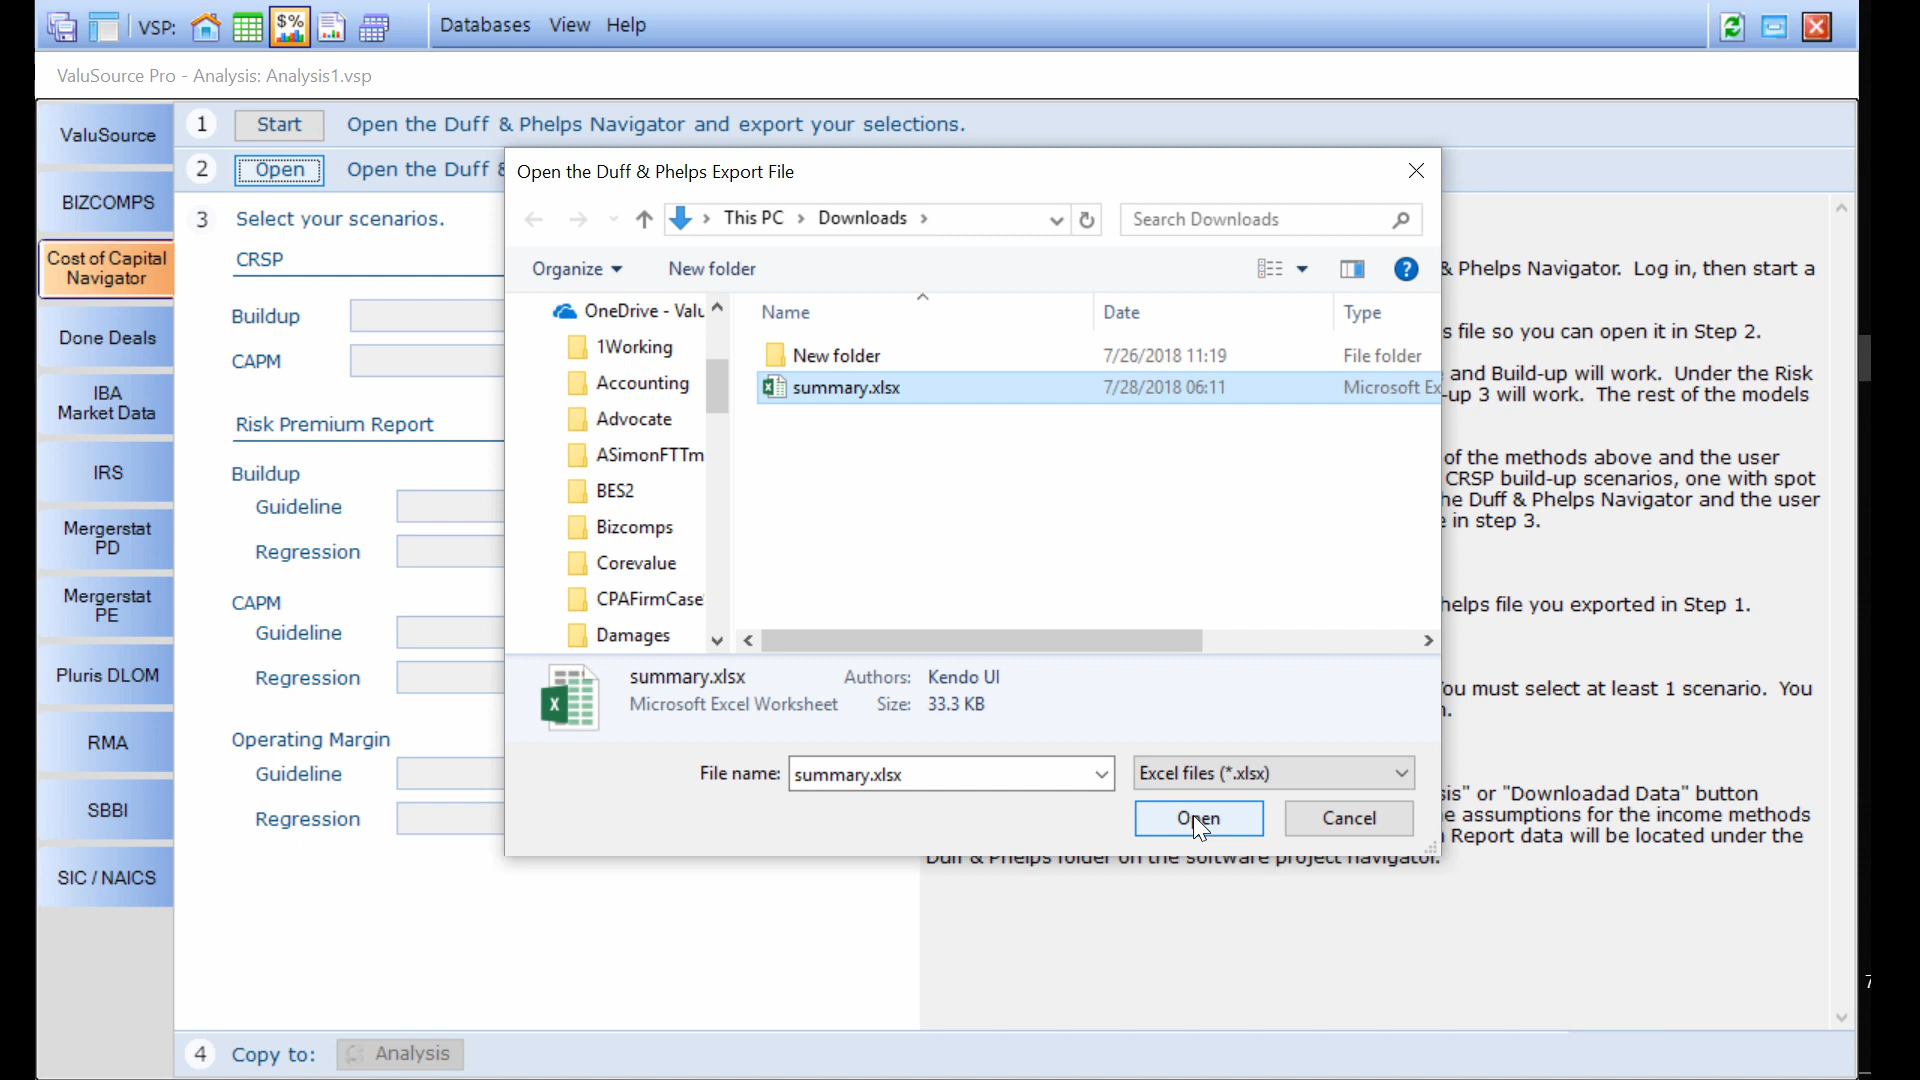 VSP:
$%
Databases
View
Help
ValuSource Pro - Analysis: Analysis1.vsp
ValuSource
BIZCOMPS
Cost of Capital
Navigator
Done Deals
IBA
Market Data
IRS
Mergerstat
PD
Mergerstat
PE
Pluris DLOM
RMA
SBBI
SIC / NAICS
1
Start
Open the Duff & Phelps Navigator and export your selections.
2
Open
Open the Duff &
3
Select your scenarios.
CRSP
Buildup
CAPM
Risk Premium Report
Buildup
Guideline
Regression
CAPM
Guideline
Regression
Operating Margin
Guideline
Regression
4
Copy to:
Analysis
Open the Duff & Phelps Export File
This PC
Downloads
Search Downloads
Organize
New folder
?
OneDrive - Valu
1Working
Accounting
Advocate
ASimonFTTm
BES2
Bizcomps
Corevalue
CPAFirmCase
Damages
Name
Date
Type
New folder
7/26/2018 11:19
File folder
summary.xlsx
7/28/2018 06:11
Microsoft Ex
summary.xlsx
Authors: Kendo UI
Microsoft Excel Worksheet
Size: 33.3 KB
File name:
summary.xlsx
Excel files (*.xlsx)
Open
Cancel
& Phelps Navigator. Log in, then start a
s file so you can open it in Step 2.
and Build-up will work. Under the Risk
-up 3 will work. The rest of the models
of the methods above and the user
CRSP build-up scenarios, one with spot
he Duff & Phelps Navigator and the user
in step 3.
helps file you exported in Step 1.
ou must select at least 1 scenario. You
sis" or "Downloadad Data" button
e assumptions for the income methods
Report data will be located under the
Duff & Phelps folder on the software project navigator.
7